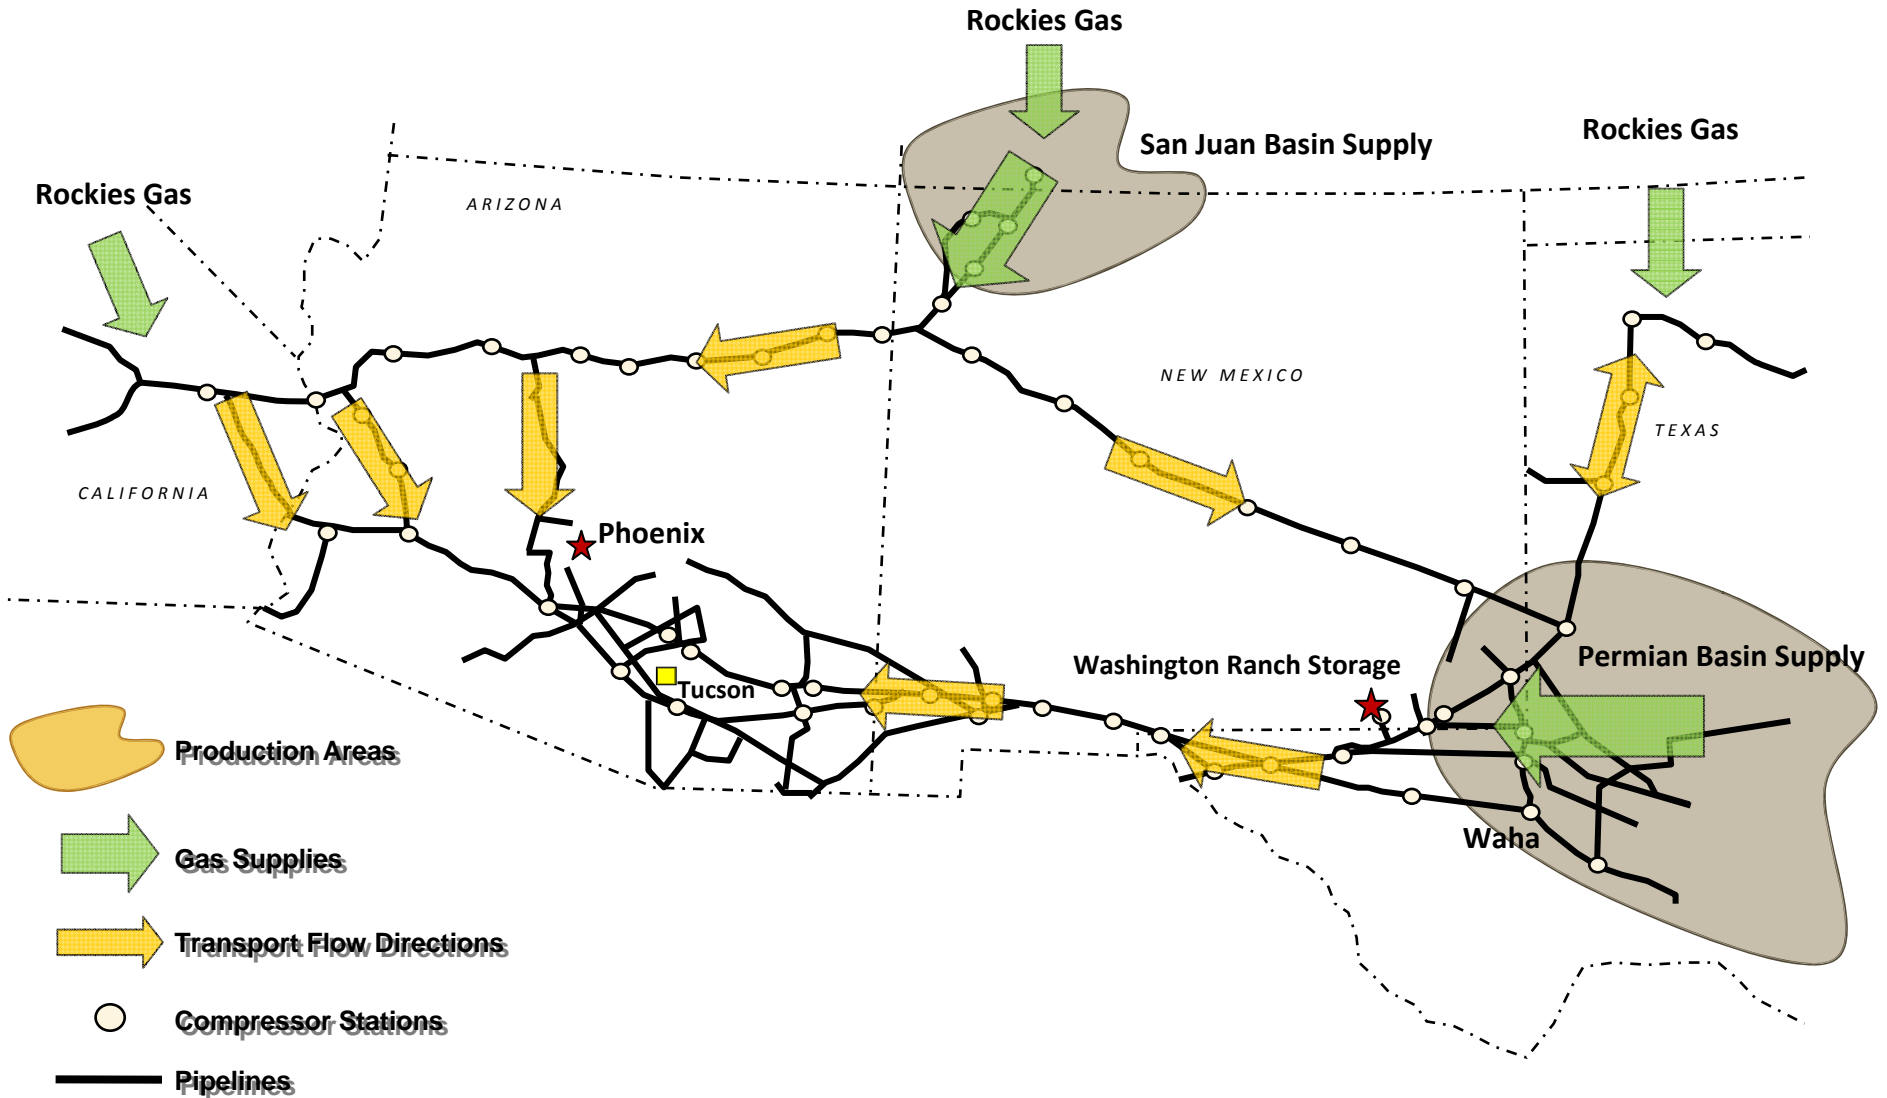 Rockies Gas
Rockies Gas
San Juan Basin Supply
Rockies Gas
ARIZONA
NEW MEXICO
TEXAS
CALIFORNIA
Phoenix
Washington Ranch Storage
Permian Basin Supply
Tucson
Waha
Production Areas
Gas Supplies
Transport Flow Directions
Compressor Stations
Pipelines